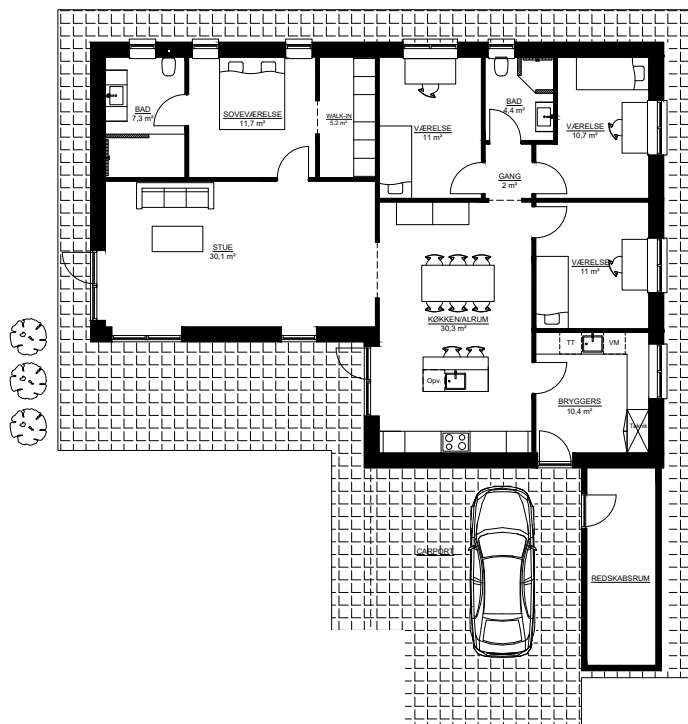 BAD
7,3 m²
SOVEVÆRELSE
11,7 m²
WALK-IN
5,2 m²
VÆRELSE
11 m²
BAD
4,4 m²
VÆRELSE
10,7 m²
GANG
2 m²
STUE
30,1 m²
VÆRELSE
11 m²
KØKKEN/ALRUM
30,3 m²
TT
VM
Opv.
BRYGGERS
10,4 m²
Teknik
CARPORT
REDSKABSRUM